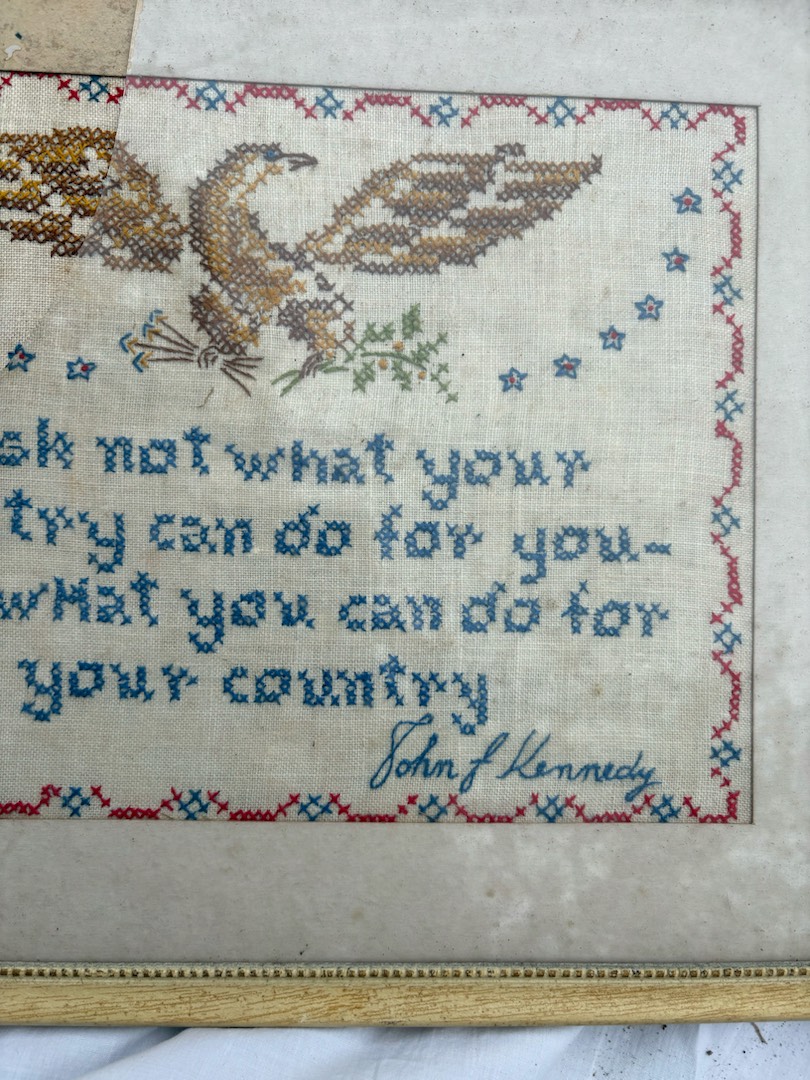 sk not what your
try can do for you-
what you can do for
your country
John f Kennedy